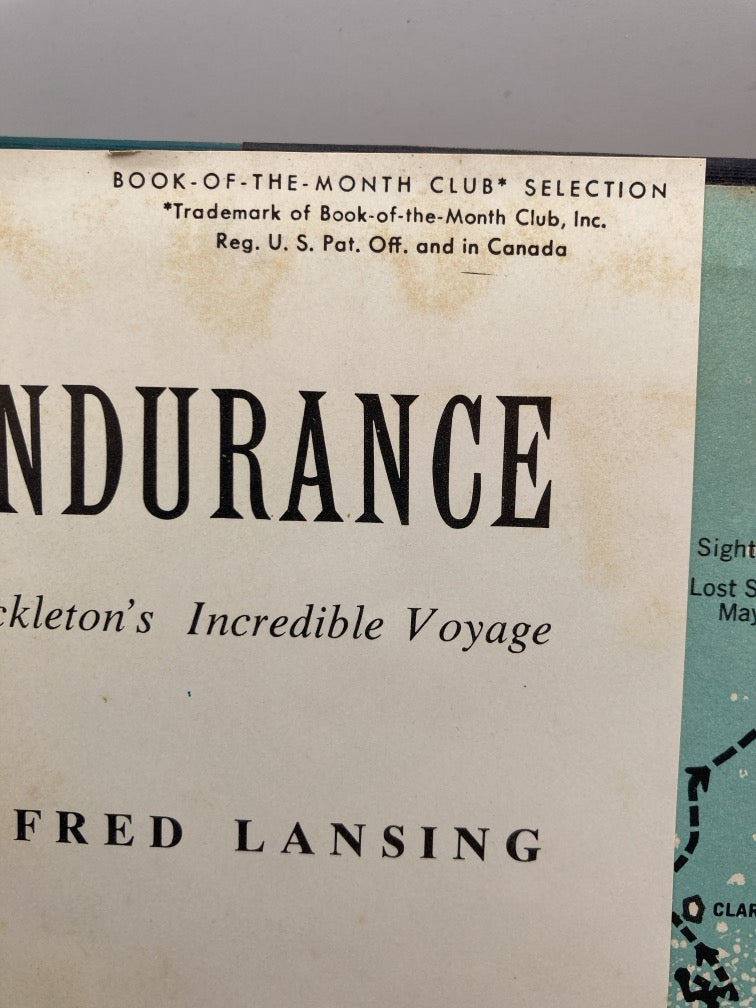 BOOK-OF-THE-MONTH CLUB* SELECTION
*Trademark of Book-of-the-Month Club, Inc.
Reg. U. S. Pat. Off. and in Canada
NDURANCE
ckleton's Incredible Voyage
FRED LANSING
Sight
Lost S
May
CLAR